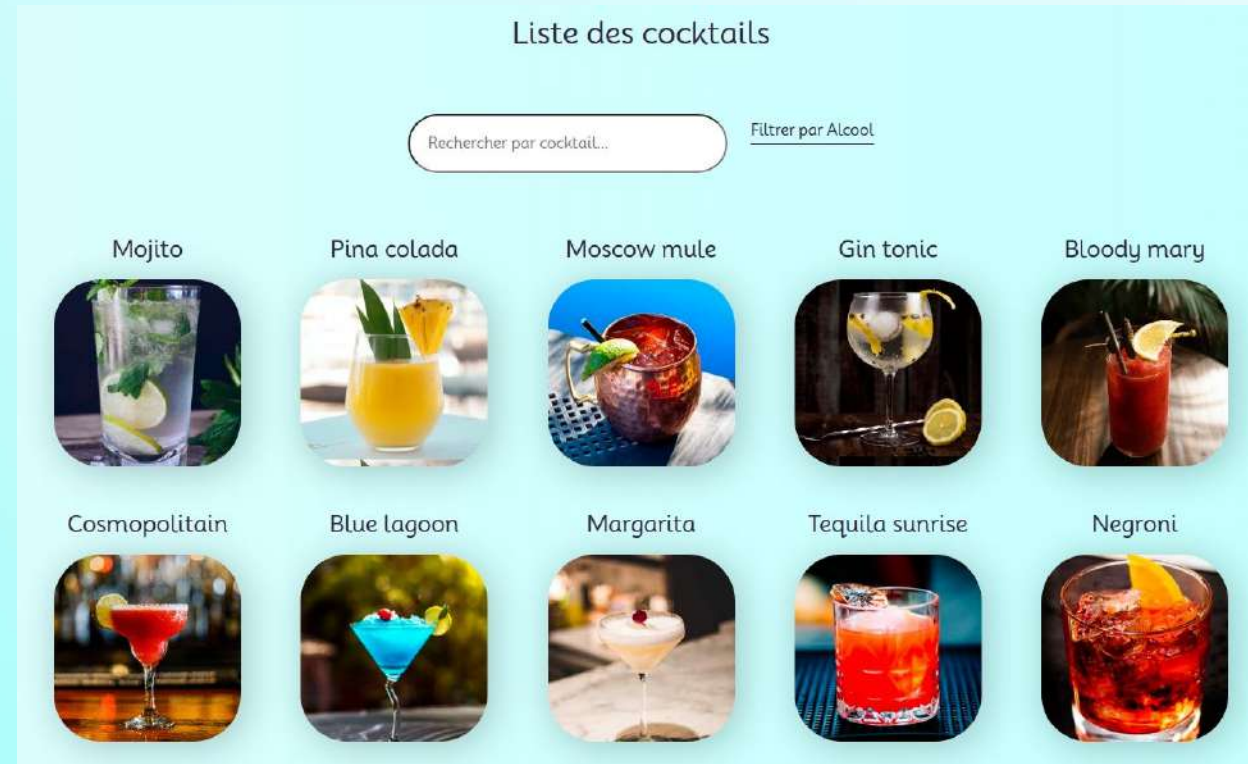 Liste des cocktails
Rechercher par cocktail...
Filtrer par Alcool
Mojito
Pina colada
Moscow mule
Gin tonic
Bloody mary
Cosmopolitain
Blue lagoon
Margarita
Tequila sunrise
Negroni